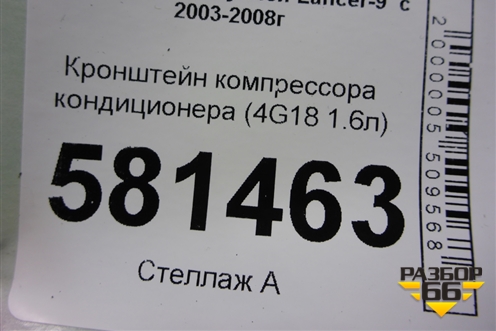 Lancer-9 с
2003-2008г
Кронштейн компрессора
кондиционера (4G18 1.6л)
581463
Стеллаж А
2000005509568
РАЗБОР
66